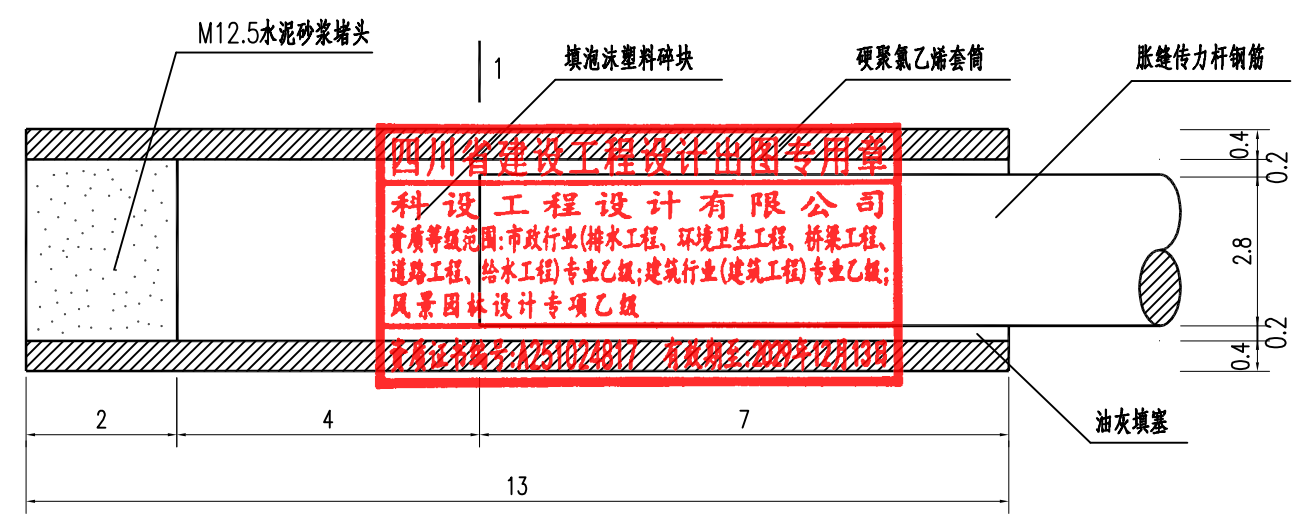 M12.5水泥砂浆堵头
1
填泡沫塑料碎块
硬聚氯乙烯套筒
胀缝传力杆钢筋
四川省建设工程设计出图专用章
科设工程设计有限公司
资质等级范围:市政行业(排水工程、环境卫生工程、桥梁工程、
道路工程、给水工程)专业乙级;建筑行业(建筑工程)专业乙级;
风景园林设计专项乙级
资质证书编号:A251024817 有效期至:2029年12月13日
0.4
0.2
2.8
0.2
0.4
油灰填塞
2
4
7
13